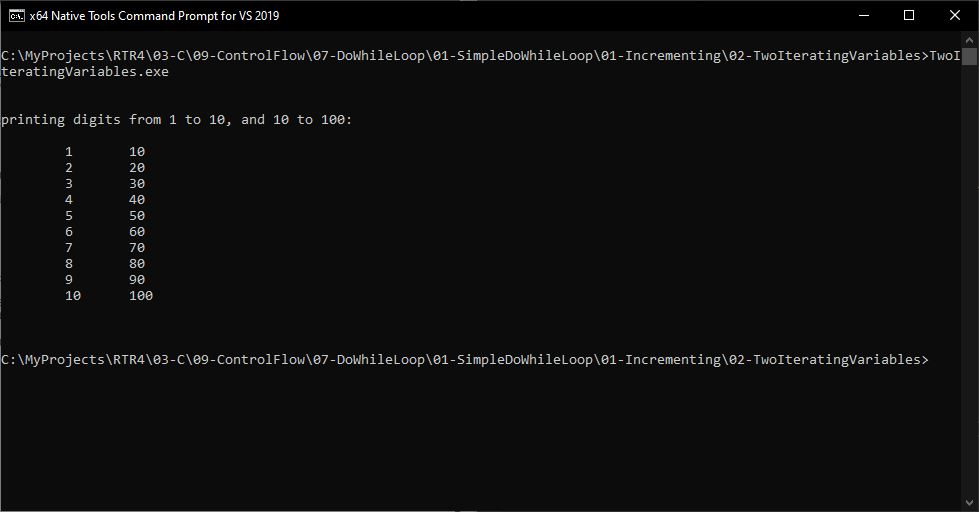 x64 Native Tools Command Prompt for VS 2019
C:\MyProjects\RTR4\03-C\09-ControlFlow\07-DoWhileLoop\01-SimpleDoWhileLoop\01-Incrementing\02-TwoIteratingVariables>TwoI
teratingVariables.exe
printing digits from 1 to 10, and 10 to 100:
1 10
2 20
3 30
4 40
5 50
6 60
7 70
8 80
9 90
10 100
C:\MyProjects\RTR4\03-C\09-ControlFlow\07-DoWhileLoop\01-SimpleDoWhileLoop\01-Incrementing\02-TwoIteratingVariables>